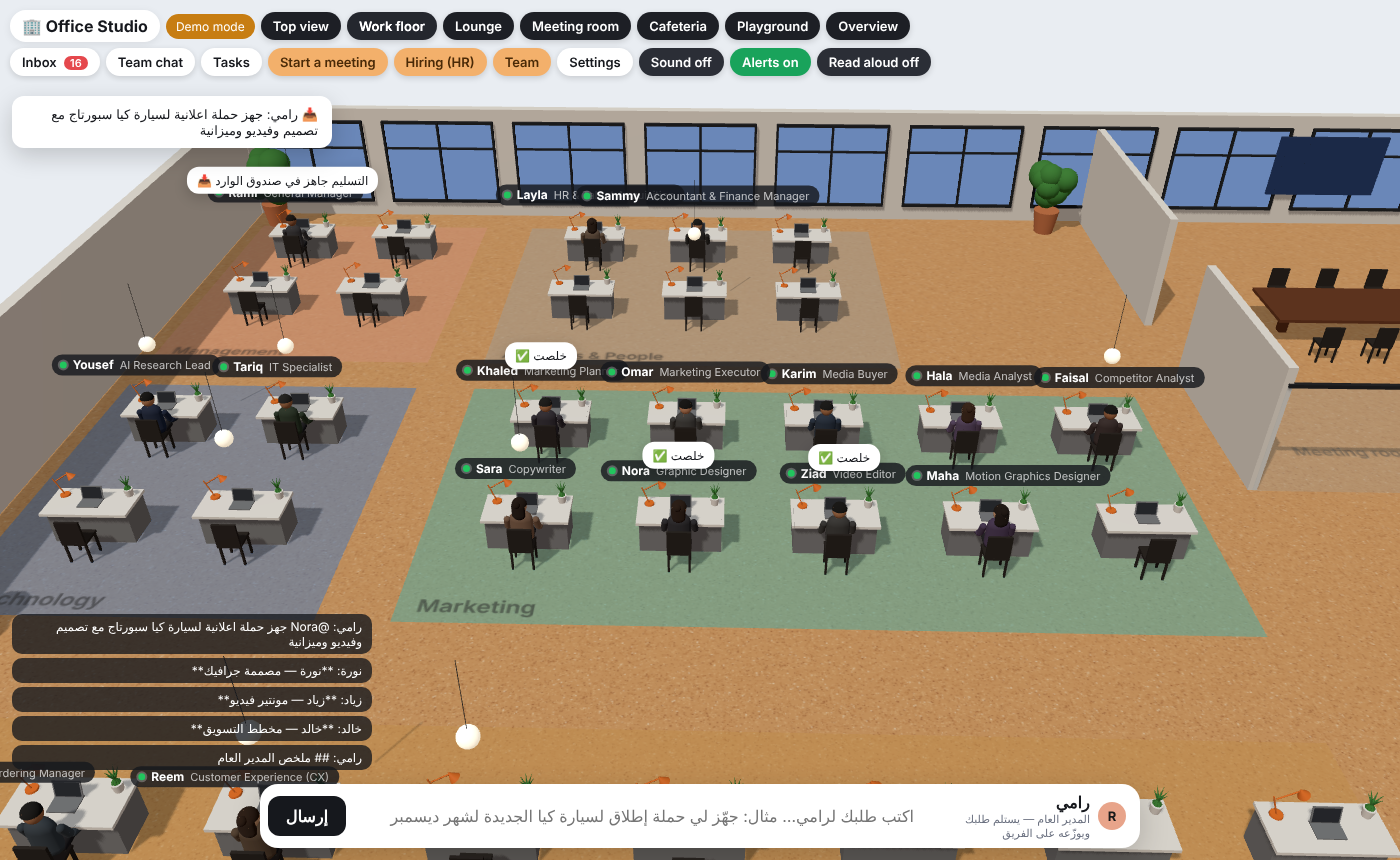 🏢 Office Studio
Demo mode
Top view
Work floor
Lounge
Meeting room
Cafeteria
Playground
Overview
Inbox 16
Team chat
Tasks
Start a meeting
Hiring (HR)
Team
Settings
Sound off
Alerts on
Read aloud off
📥 رامي: جهز حملة اعلانية لسيارة كيا سبورتاج مع
تصميم وفيديو وميزانية
التسليم جاهز في صندوق الوارد 📥
Rami General Manager
Layla HR &
Sammy Accountant & Finance Manager
Management
& People
Yousef AI Research Lead
Tariq IT Specialist
خلصت ✅
Khaled Marketing Plan
Omar Marketing Executor
Karim Media Buyer
Hala Media Analyst
Faisal Competitor Analyst
خلصت ✅
خلصت ✅
Sara Copywriter
Nora Graphic Designer
Ziad Video Editor
Maha Motion Graphics Designer
Marketing
رامي: @Nora جهز حملة اعلانية لسيارة كيا سبورتاج مع تصميم
وفيديو وميزانية
نورة: **نورة — مصممة جرافيك**
زياد: **زياد — مونتير فيديو**
خالد: **خالد — مخطط التسويق**
رامي: ## ملخص المدير العام
Reem Customer Experience (CX)
R
رامي
المدير العام — يستلم طلبك
ويوزّعه على الفريق
اكتب طلبك لرامي... مثال: جهّز لي حملة إطلاق لسيارة كيا الجديدة لشهر ديسمبر
إرسال